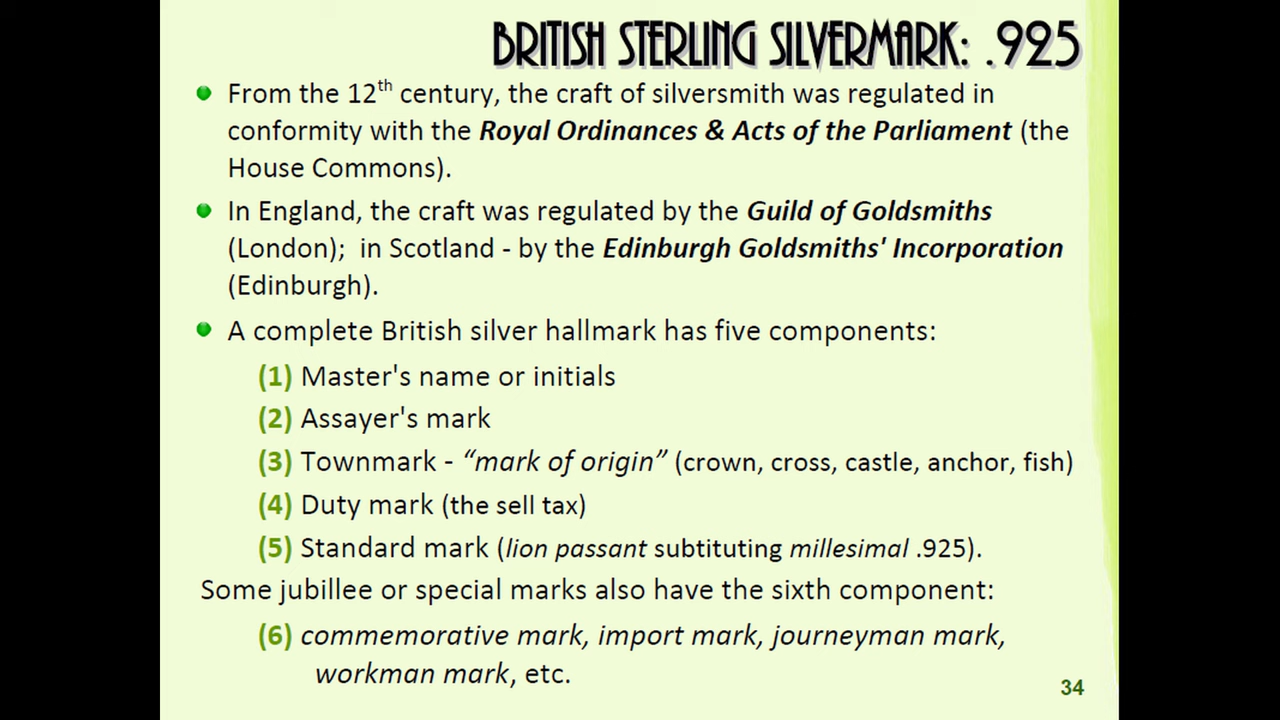 BRITISH STERLING SILVERMARK: .925
From the 12th century, the craft of silversmith was regulated in
conformity with the Royal Ordinances & Acts of the Parliament (the
House Commons).
In England, the craft was regulated by the Guild of Goldsmiths
(London); in Scotland - by the Edinburgh Goldsmiths' Incorporation
(Edinburgh).
A complete British silver hallmark has five components:
(1) Master's name or initials
(2) Assayer's mark
(3) Townmark - “mark of origin” (crown, cross, castle, anchor, fish)
(4) Duty mark (the sell tax)
(5) Standard mark (lion passant subtituting millesimal .925).
Some jubillee or special marks also have the sixth component:
(6) commemorative mark, import mark, journeyman mark,
workman mark, etc.
34